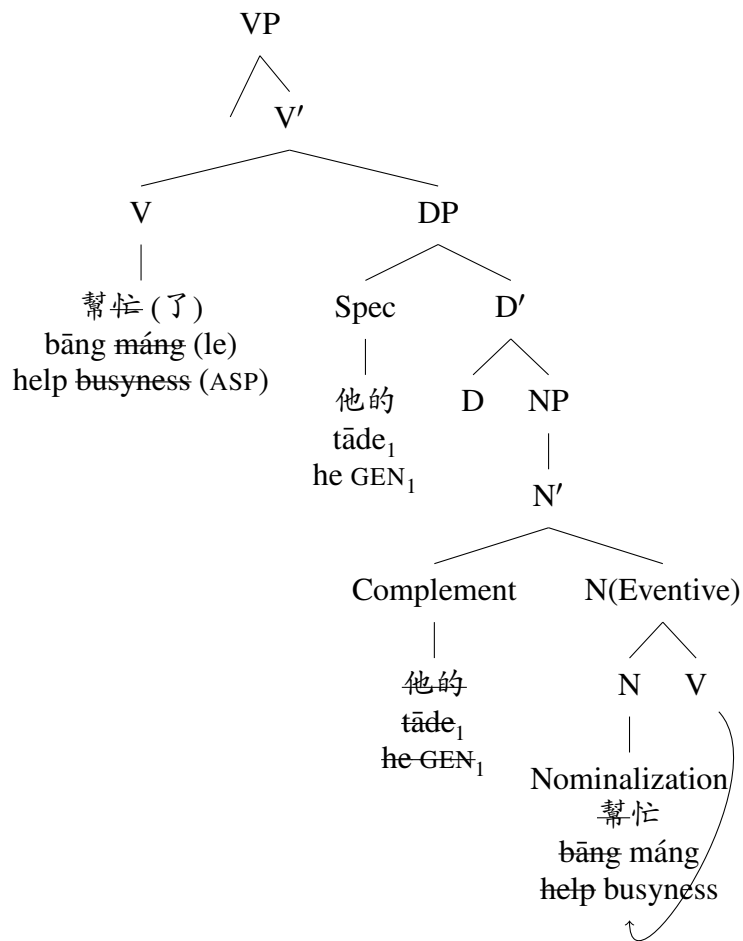 VP
V′
V DP
幫忙 (了) Spec D′
bāng máng (le)
help busyness (ASP)
他的 D NP
tāde₁
he GEN₁
N′
Complement N(Eventive)
他的 N V
tāde₁
he GEN₁
Nominalization
幫忙
bāng máng
help busyness